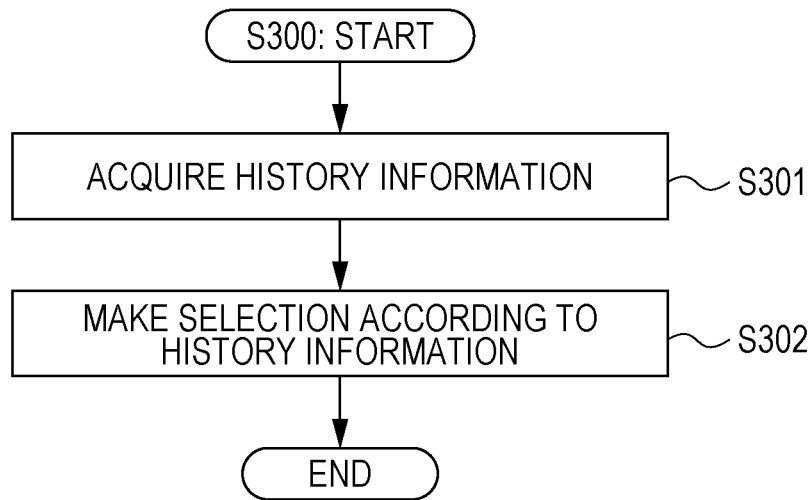 S300: START
ACQUIRE HISTORY INFORMATION
S301
MAKE SELECTION ACCORDING TO
HISTORY INFORMATION
S302
END